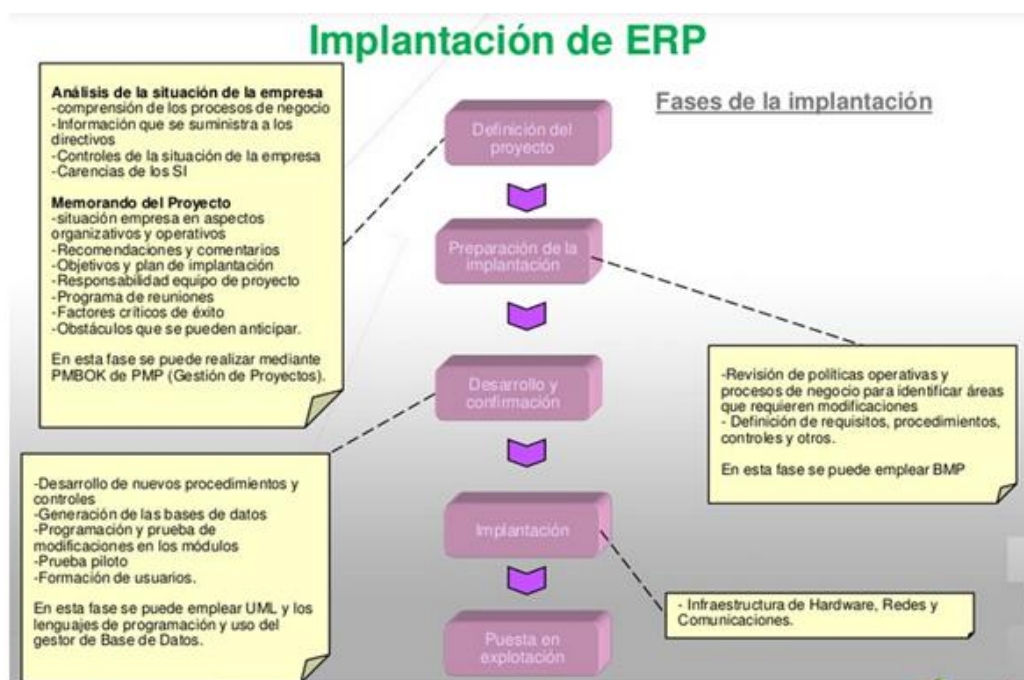 Implantación de ERP
Fases de la implantación
Análisis de la situación de la empresa
-comprensión de los procesos de negocio
-Información que se suministra a los
directivos
-Controles de la situación de la empresa
-Carencias de los SI
Memorando del Proyecto
-situación empresa en aspectos
organizativos y operativos
-Recomendaciones y comentarios
-Objetivos y plan de implantación
-Responsabilidad equipo de proyecto
-Programa de reuniones
-Factores críticos de éxito
-Obstáculos que se pueden anticipar.
En esta fase se puede realizar mediante
PMBOK de PMP (Gestión de Proyectos).
Definición del
proyecto
Preparación de la
implantación
-Revisión de políticas operativas y
procesos de negocio para identificar áreas
que requieren modificaciones
- Definición de requisitos, procedimientos,
controles y otros.
En esta fase se puede emplear BMP
Desarrollo y
confirmación
-Desarrollo de nuevos procedimientos y
controles
-Generación de las bases de datos
-Programación y prueba de
modificaciones en los módulos
-Prueba piloto
-Formación de usuarios.
En esta fase se puede emplear UML y los
lenguajes de programación y uso del
gestor de Base de Datos.
Implantación
- Infraestructura de Hardware, Redes y
Comunicaciones.
Puesta en
explotación